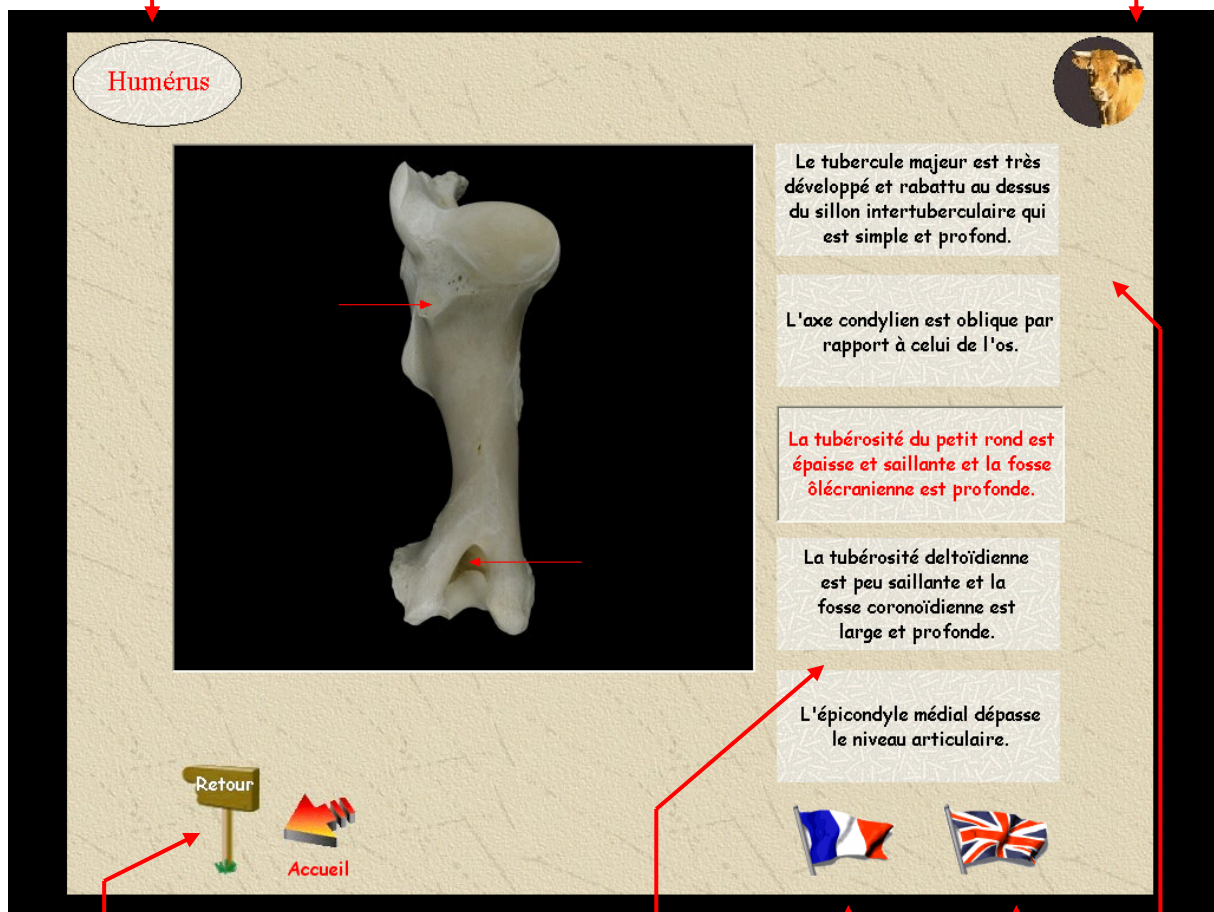 Humérus
Le tubercule majeur est très
développé et rabattu au dessus
du sillon intertuberculaire qui
est simple et profond.
L'axe condylien est oblique par
rapport à celui de l'os.
La tubérosité du petit rond est
épaisse et saillante et la fosse
ôlécranienne est profonde.
La tubérosité deltoïdienne
est peu saillante et la
fosse coronoïdienne est
large et profonde.
L'épicondyle médial dépasse
le niveau articulaire.
Retour
Accueil